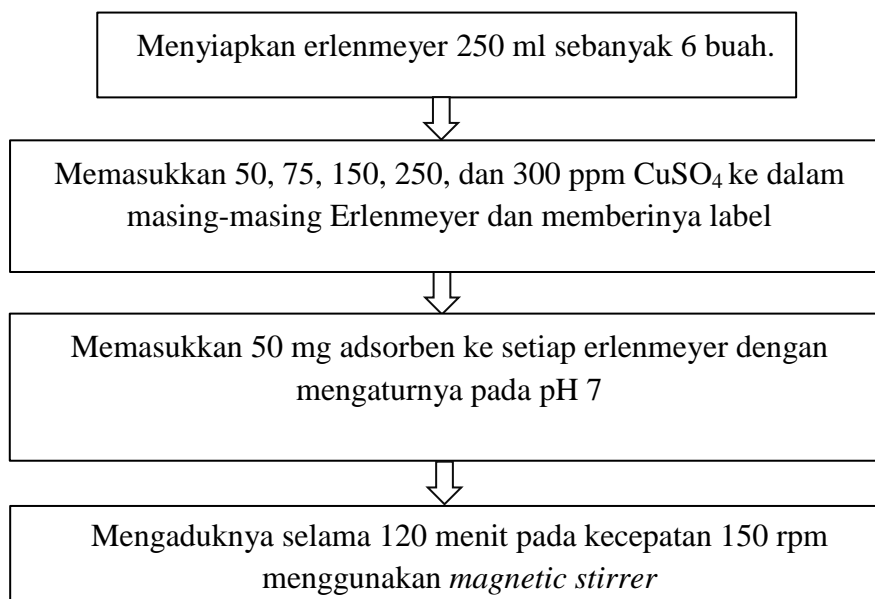 Menyiapkan erlenmeyer 250 ml sebanyak 6 buah.
Memasukkan 50, 75, 150, 250, dan 300 ppm CuSO₄ ke dalam
masing-masing Erlenmeyer dan memberinya label
Memasukkan 50 mg adsorben ke setiap erlenmeyer dengan
mengaturnya pada pH 7
Mengaduknya selama 120 menit pada kecepatan 150 rpm
menggunakan magnetic stirrer